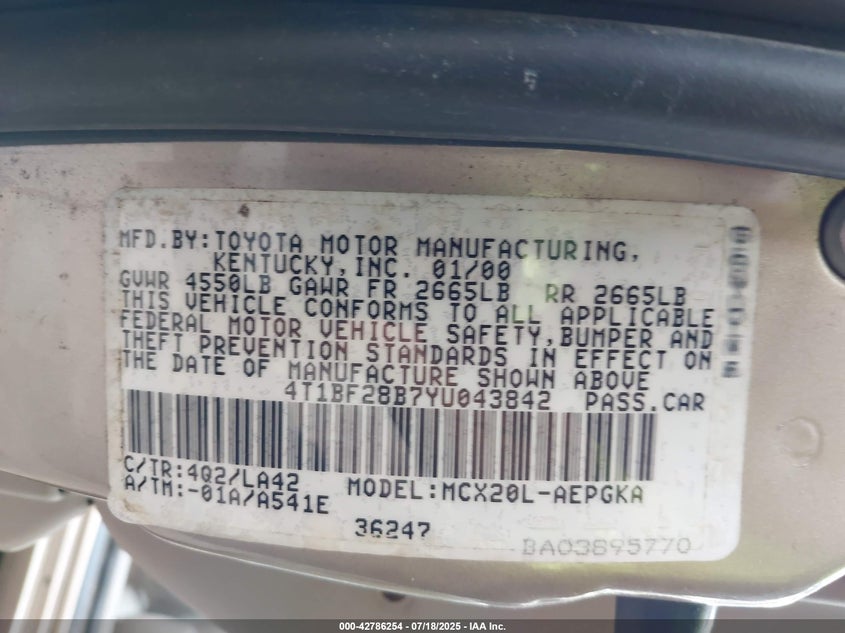 MFD.BY:TOYOTA MOTOR MANUFACTURING,
KENTUCKY,INC. 01/00
GVWR 4550LB GAWR FR 2665LB RR 2665LB
THIS VEHICLE CONFORMS TO ALL APPLICABLE
FEDERAL MOTOR VEHICLE SAFETY,BUMPER AND
THEFT PREVENTION STANDARDS IN EFFECT ON
THE DATE OF MANUFACTURE SHOWN ABOVE
4T1BF28B7YU043842 PASS.CAR
C/TR:4Q2/LA42 MODEL:MCX20L-AEPGKA
A/TM:-01A/A541E
36247
BA03895770
000-42786254 - 07/18/2025 - IAA Inc.